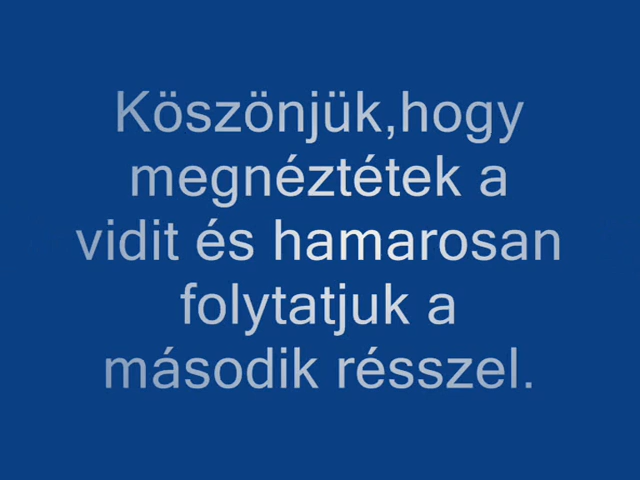 Köszönjük,hogy
megnéztétek a
vidit és hamarosan
folytatjuk a
második résszel.